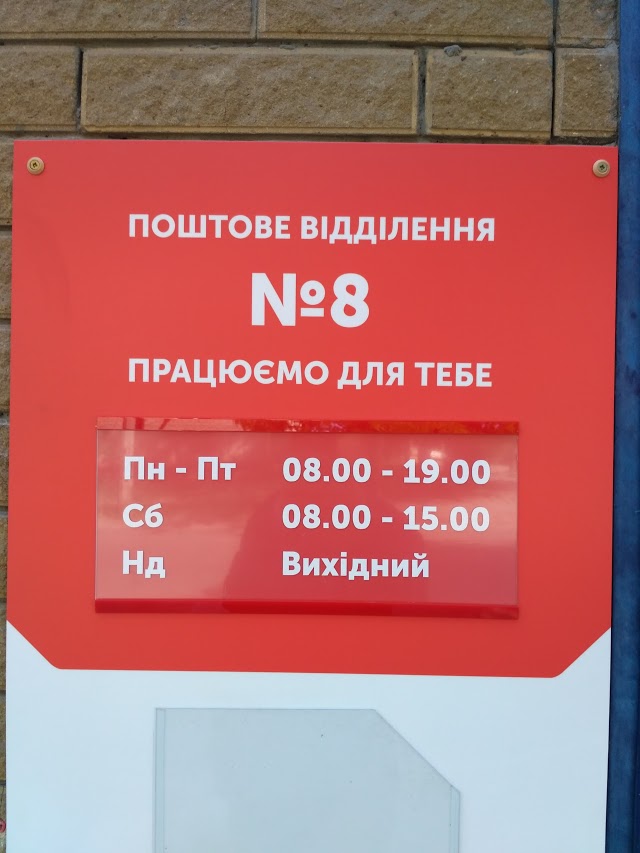 ПОШТОВЕ ВІДДІЛЕННЯ
№8
ПРАЦЮЄМО ДЛЯ ТЕБЕ
Пн - Пт 08.00 - 19.00
Сб 08.00 - 15.00
Нд Вихідний